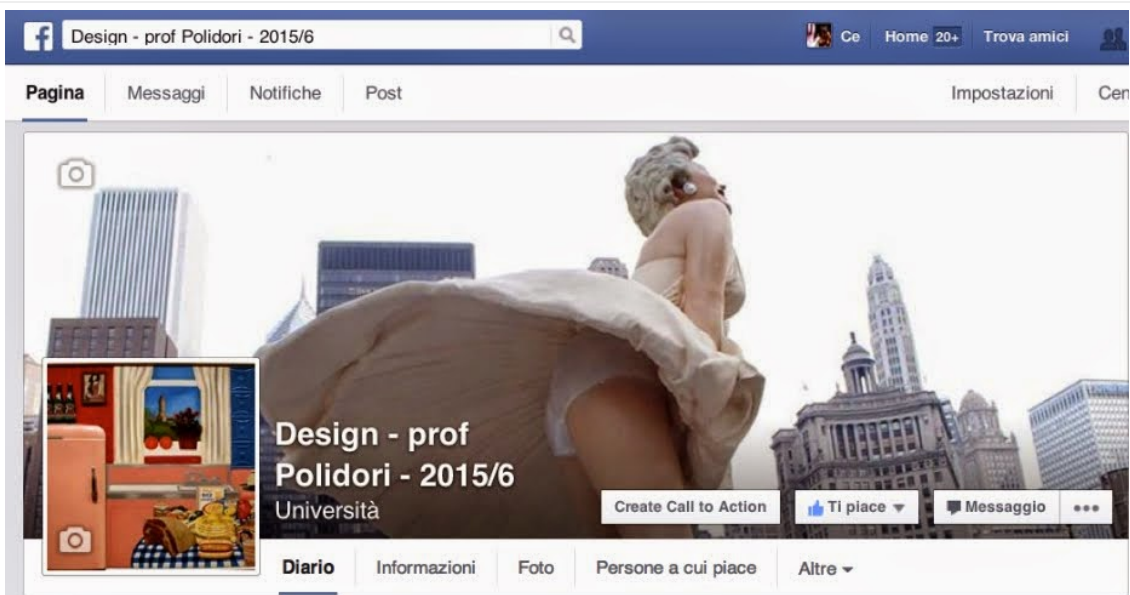 Design - prof Polidori - 2015/6
Ce Home 20+ Trova amici
Pagina Messaggi Notifiche Post Impostazioni Cen
Design - prof
Polidori - 2015/6
Università
Create Call to Action Ti piace Messaggio
Diario Informazioni Foto Persone a cui piace Altre